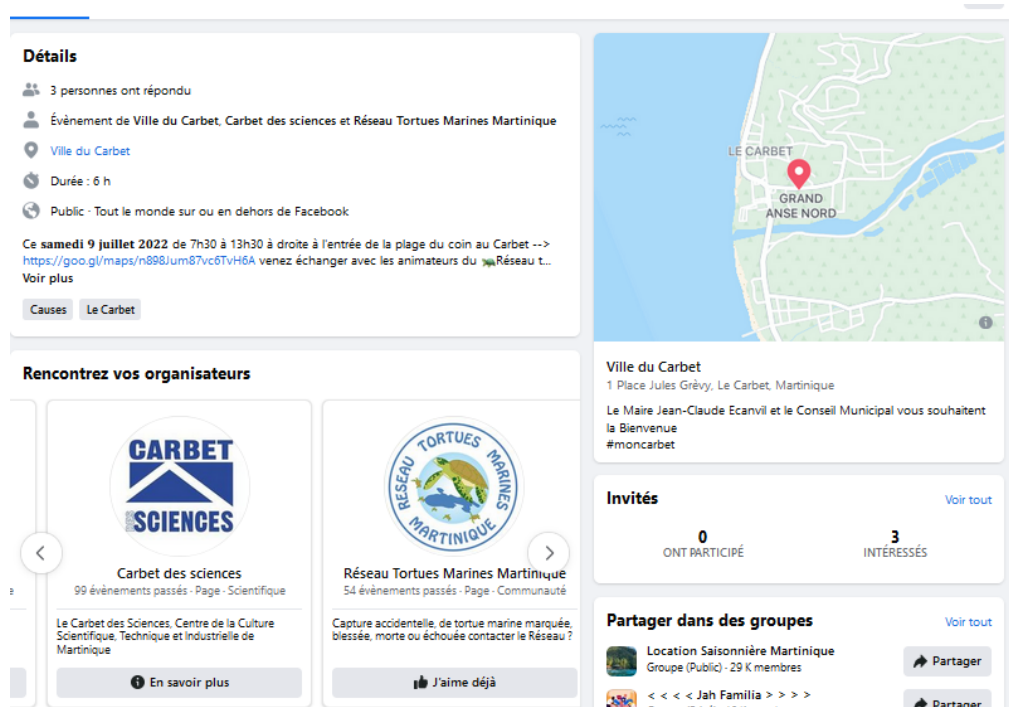 Détails
3 personnes ont répondu
Évènement de Ville du Carbet, Carbet des sciences et Réseau Tortues Marines Martinique
Ville du Carbet
Durée : 6 h
Public · Tout le monde sur ou en dehors de Facebook
Ce samedi 9 juillet 2022 de 7h30 à 13h30 à droite à l'entrée de la plage du coin au Carbet -->
https://goo.gl/maps/n898Jum87vc6TvH6A venez échanger avec les animateurs du 🐢Réseau t...
Voir plus
Causes
Le Carbet
Rencontrez vos organisateurs
CARBET
DES
SCIENCES
Carbet des sciences
99 évènements passés · Page · Scientifique
Le Carbet des Sciences, Centre de la Culture
Scientifique, Technique et Industrielle de
Martinique
En savoir plus
RESEAU TORTUES MARINES
MARTINIQUE
Réseau Tortues Marines Martinique
54 évènements passés · Page · Communauté
Capture accidentelle, de tortue marine marquée,
blessée, morte ou échouée contacter le Réseau ?
J'aime déjà
LE CARBET
GRAND
ANSE NORD
Ville du Carbet
1 Place Jules Grèvy, Le Carbet, Martinique
Le Maire Jean-Claude Ecanvil et le Conseil Municipal vous souhaitent
la Bienvenue
#moncarbet
Invités
Voir tout
0
ONT PARTICIPÉ
3
INTÉRESSÉS
Partager dans des groupes
Voir tout
Location Saisonnière Martinique
Groupe (Public) · 29 K membres
Partager
< < < < Jah Familia > > > >
Partager